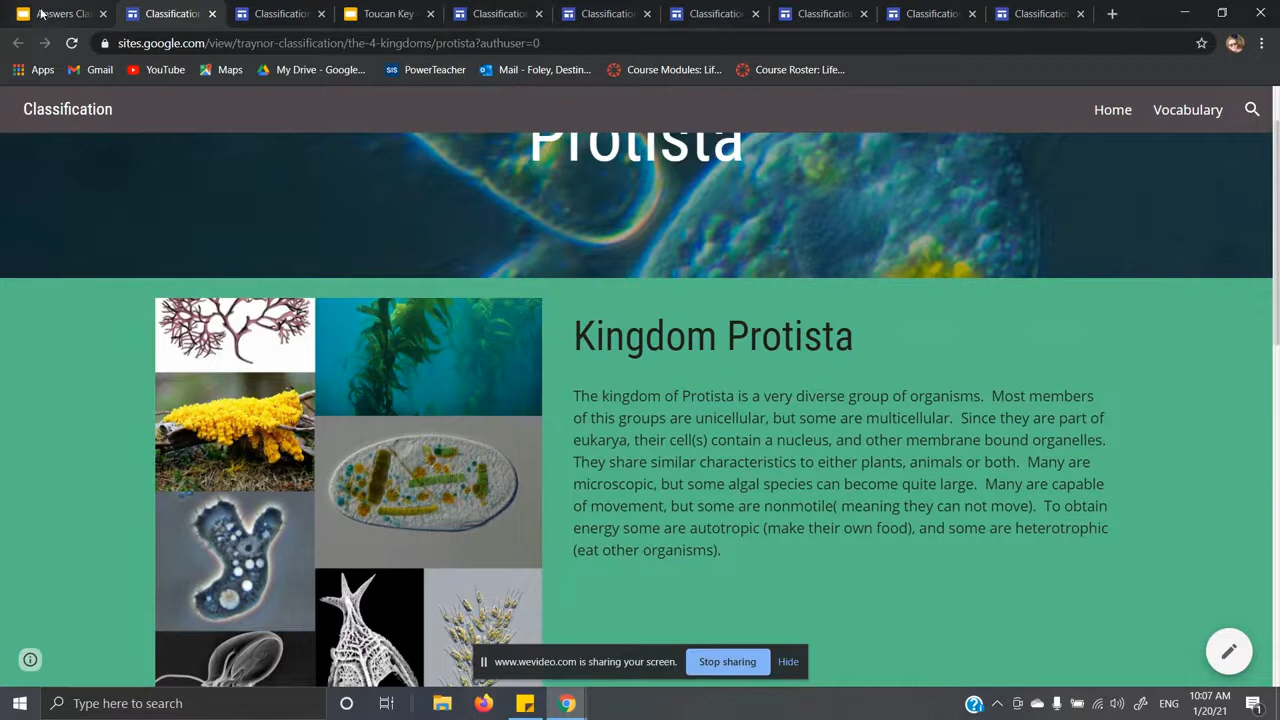 Answers Cla
Classification
Classification
Toucan Key
Classification
Classification
Classification
Classification
Classification
Classification
sites.google.com/view/traynor-classification/the-4-kingdoms/protista?authuser=0
Apps
Gmail
YouTube
Maps
My Drive - Google...
SIS
PowerTeacher
Mail - Foley, Destin...
Course Modules: Lif...
Course Roster: Life...
Classification
Home
Vocabulary
Protista
Kingdom Protista
The kingdom of Protista is a very diverse group of organisms. Most members
of this groups are unicellular, but some are multicellular. Since they are part of
eukarya, their cell(s) contain a nucleus, and other membrane bound organelles.
They share similar characteristics to either plants, animals or both. Many are
microscopic, but some algal species can become quite large. Many are capable
of movement, but some are nonmotile( meaning they can not move). To obtain
energy some are autotropic (make their own food), and some are heterotrophic
(eat other organisms).
www.wevideo.com is sharing your screen.
Stop sharing
Hide
Type here to search
ENG
10:07 AM
1/20/21
1